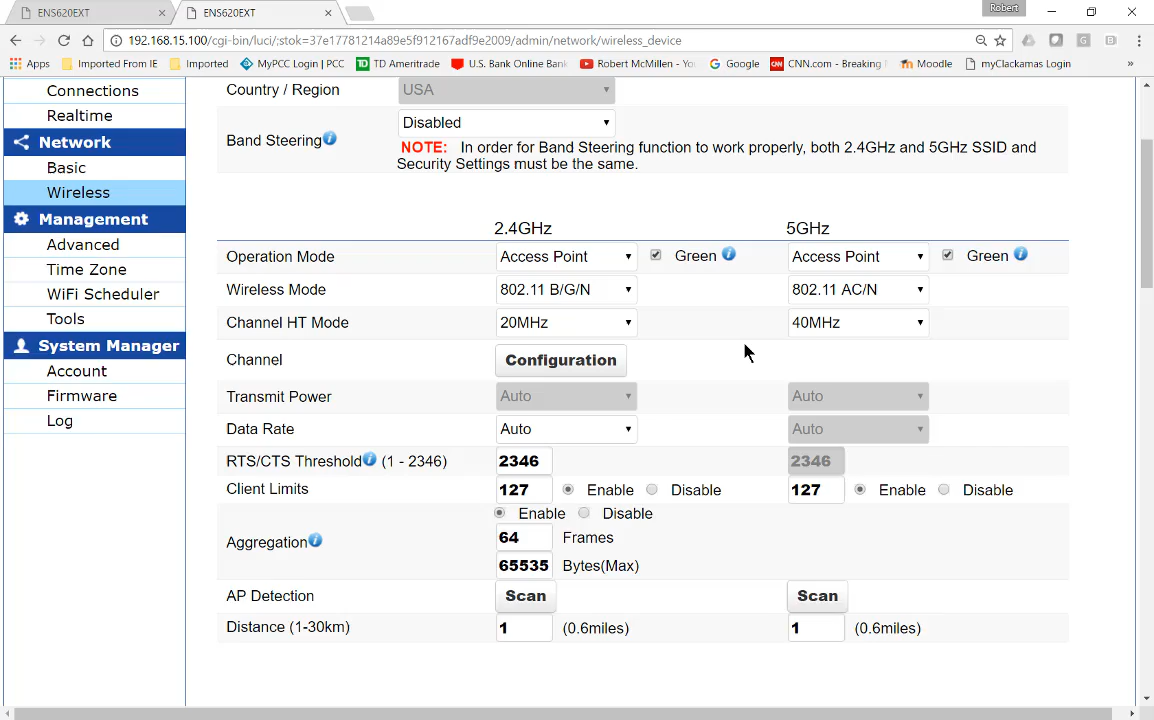 ENS620EXT
ENS620EXT
Robert
192.168.15.100/cgi-bin/luci/;stok=37e17781214a89e5f912167adf9e2009/admin/network/wireless_device
Apps Imported From IE Imported MyPCC Login | PCC TD Ameritrade U.S. Bank Online Bank Robert McMillen - You Google CNN.com - Breaking Moodle myClackamas Login »
Connections
Realtime
Network
Basic
Wireless
Management
Advanced
Time Zone
WiFi Scheduler
Tools
System Manager
Account
Firmware
Log
Country / Region USA
Band Steering Disabled
NOTE: In order for Band Steering function to work properly, both 2.4GHz and 5GHz SSID and
Security Settings must be the same.
2.4GHz 5GHz
Operation Mode Access Point Green Access Point Green
Wireless Mode 802.11 B/G/N 802.11 AC/N
Channel HT Mode 20MHz 40MHz
Channel Configuration
Transmit Power Auto Auto
Data Rate Auto Auto
RTS/CTS Threshold (1 - 2346) 2346 2346
Client Limits 127 Enable Disable 127 Enable Disable
Enable Disable
Aggregation 64 Frames
65535 Bytes(Max)
AP Detection Scan Scan
Distance (1-30km) 1 (0.6miles) 1 (0.6miles)